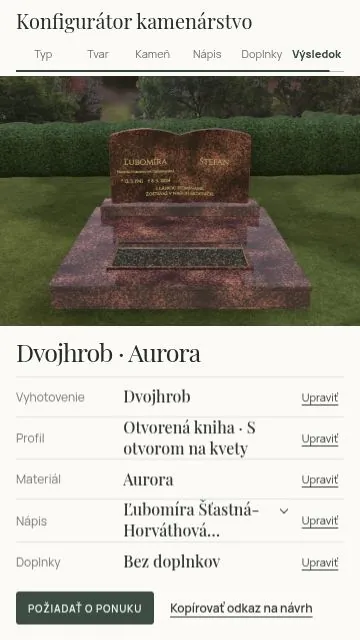 Konfigurátor kamenárstvo
Typ Tvar Kameň Nápis Doplnky Výsledok
ĽUBOMÍRA ŠTEFAN
Dvojhrob · Aurora
Vyhotovenie Dvojhrob Upraviť
Profil Otvorená kniha · S otvorom na kvety Upraviť
Materiál Aurora Upraviť
Nápis Ľubomíra Šťastná-Horváthová... Upraviť
Doplnky Bez doplnkov Upraviť
POŽIADAŤ O PONUKU Kopírovať odkaz na návrh